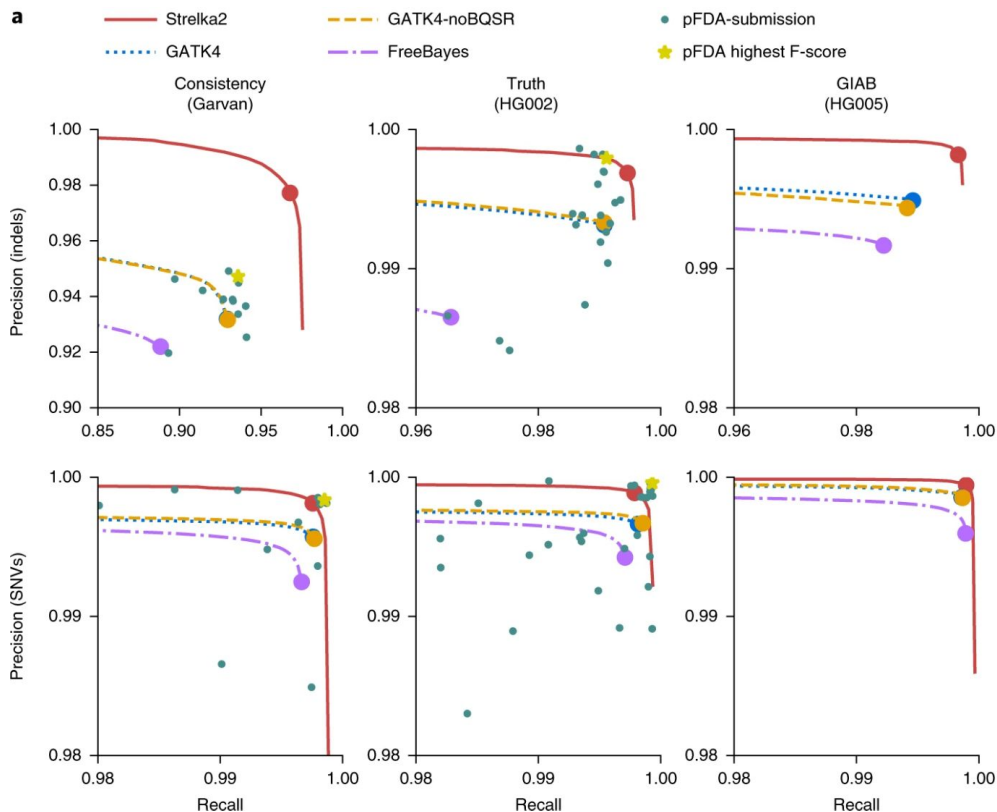 a
Strelka2 GATK4-noBQSR pFDA-submission
GATK4 FreeBayes pFDA highest F-score
Consistency Truth GIAB
(Garvan) (HG002) (HG005)
Precision (indels)
1.00
0.98
0.96
0.94
0.92
0.90
0.85 0.90 0.95 1.00
1.00
0.99
0.98
0.96 0.98 1.00
1.00
0.99
0.98
0.96 0.98 1.00
Precision (SNVs)
1.00
0.99
0.98
0.98 0.99 1.00
Recall
1.00
0.99
0.98
0.98 0.99 1.00
Recall
1.00
0.99
0.98
0.98 0.99 1.00
Recall